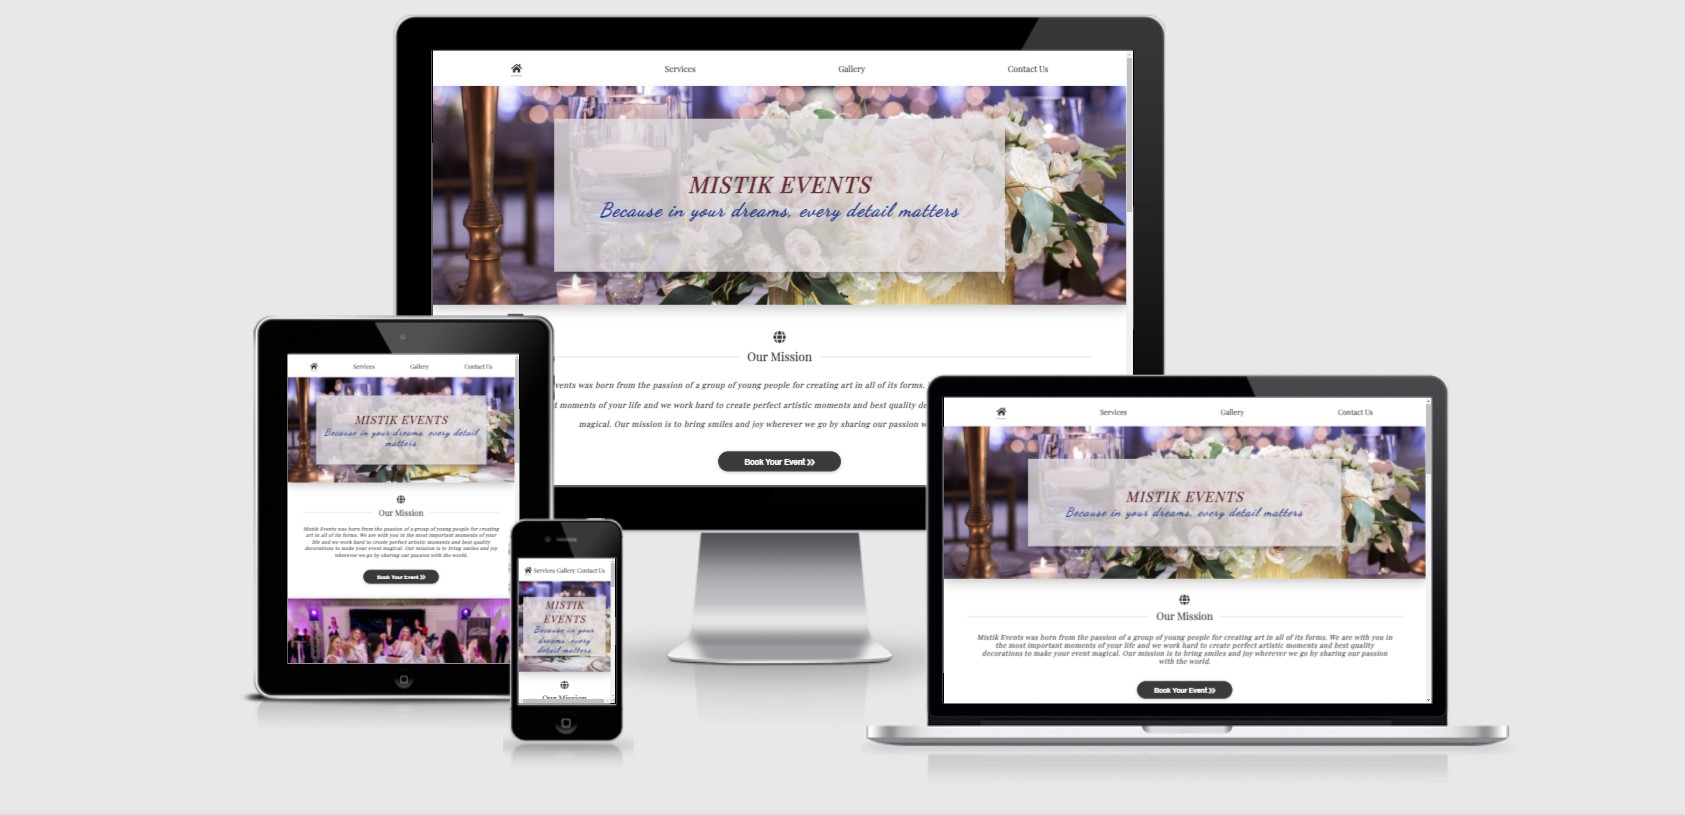 Services Gallery Contact Us
MISTIK EVENTS
Because in your dreams, every detail matters
Our Mission
vents was born from the passion of a group of young people for creating art in all of its forms.
t moments of your life and we work hard to create perfect artistic moments and best quality de
magical. Our mission is to bring smiles and joy wherever we go by sharing our passion w
Book Your Event
Services Gallery Contact Us
MISTIK EVENTS
Because in your dreams, every detail
matters
Our Mission
Mistik Events was born from the passion of a group of young people for creating
art in all of its forms. We are with you in the most important moments of your
life and we work hard to create perfect artistic moments and best quality
decorations to make your event magical. Our mission is to bring smiles and joy
wherever we go by sharing our passion with the world.
Book Your Event
Services Gallery Contact Us
MISTIK
EVENTS
Because in your
dreams, every
detail matters
Our Mission
Services Gallery Contact Us
MISTIK EVENTS
Because in your dreams, every detail matters
Our Mission
Mistik Events was born from the passion of a group of young people for creating art in all of its forms. We are with you in
the most important moments of your life and we work hard to create perfect artistic moments and best quality
decorations to make your event magical. Our mission is to bring smiles and joy wherever we go by sharing our passion
with the world.
Book Your Event